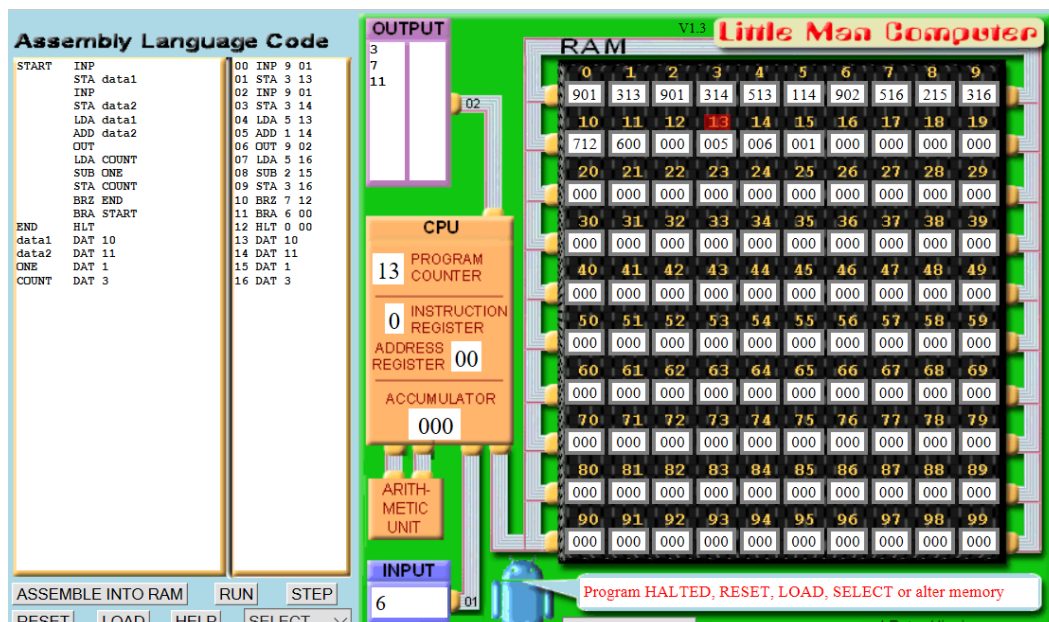 Assembly Language Code
START INP
STA data1
INP
STA data2
LDA data1
ADD data2
OUT
LDA COUNT
SUB ONE
STA COUNT
BRZ END
BRA START
END HLT
data1 DAT 10
data2 DAT 11
ONE DAT 1
COUNT DAT 3
00 INP 9 01
01 STA 3 13
02 INP 9 01
03 STA 3 14
04 LDA 5 13
05 ADD 1 14
06 OUT 9 02
07 LDA 5 16
08 SUB 2 15
09 STA 3 16
10 BRZ 7 12
11 BRA 6 00
12 HLT 0 00
13 DAT 10
14 DAT 11
15 DAT 1
16 DAT 3
ASSEMBLE INTO RAM RUN STEP
RESET LOAD HELP SELECT
OUTPUT
3
7
11
02
CPU
13 PROGRAM
COUNTER
0 INSTRUCTION
REGISTER
ADDRESS
REGISTER 00
ACCUMULATOR
000
ARITH-
METIC
UNIT
INPUT
6
01
V1.3 Little Man Computer
RAM
0 1 2 3 4 5 6 7 8 9
901 313 901 314 513 114 902 516 215 316
10 11 12 13 14 15 16 17 18 19
712 600 000 005 006 001 000 000 000 000
20 21 22 23 24 25 26 27 28 29
000 000 000 000 000 000 000 000 000 000
30 31 32 33 34 35 36 37 38 39
000 000 000 000 000 000 000 000 000 000
40 41 42 43 44 45 46 47 48 49
000 000 000 000 000 000 000 000 000 000
50 51 52 53 54 55 56 57 58 59
000 000 000 000 000 000 000 000 000 000
60 61 62 63 64 65 66 67 68 69
000 000 000 000 000 000 000 000 000 000
70 71 72 73 74 75 76 77 78 79
000 000 000 000 000 000 000 000 000 000
80 81 82 83 84 85 86 87 88 89
000 000 000 000 000 000 000 000 000 000
90 91 92 93 94 95 96 97 98 99
000 000 000 000 000 000 000 000 000 000
Program HALTED, RESET, LOAD, SELECT or alter memory